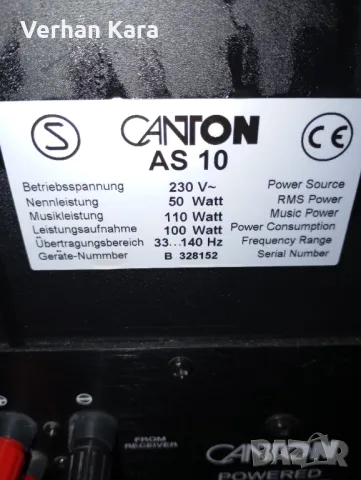 Verhan Kara
S
CANTON
CE
AS 10
Betriebsspannung 230 V~ Power Source
Nennleistung 50 Watt RMS Power
Musikleistung 110 Watt Music Power
Leistungsaufnahme 100 Watt Power Consumption
Übertragungsbereich 33...140 Hz Frequency Range
Geräte-Nummber B 328152 Serial Number
FROM
RECEIVER
CANTON
POWERED
BAZAR